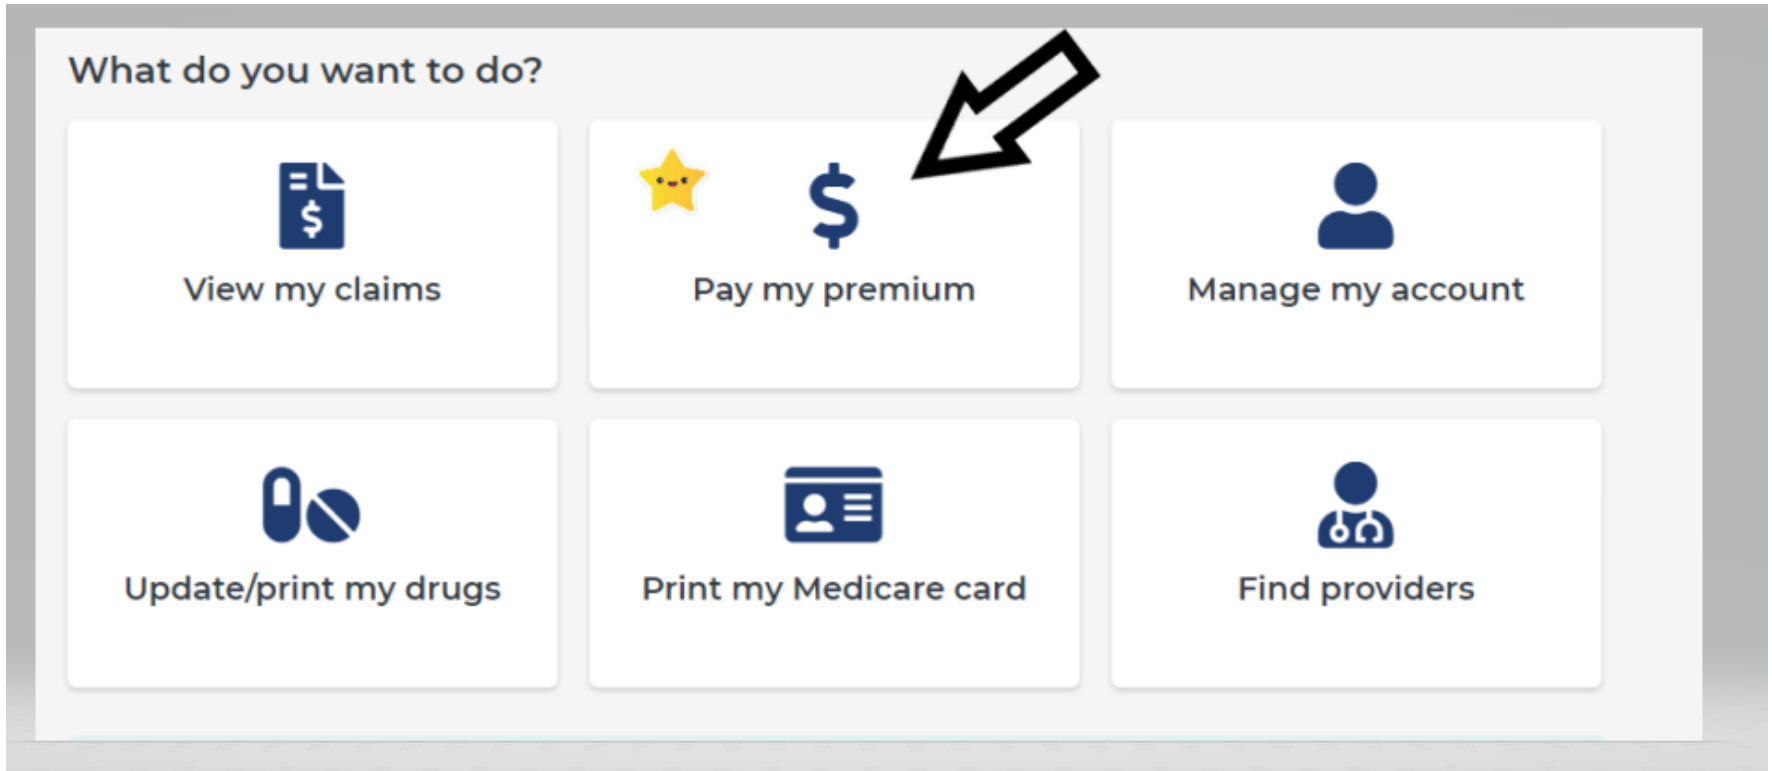 What do you want to do?
$
$
View my claims
Pay my premium
Manage my account
Update/print my drugs
Print my Medicare card
Find providers